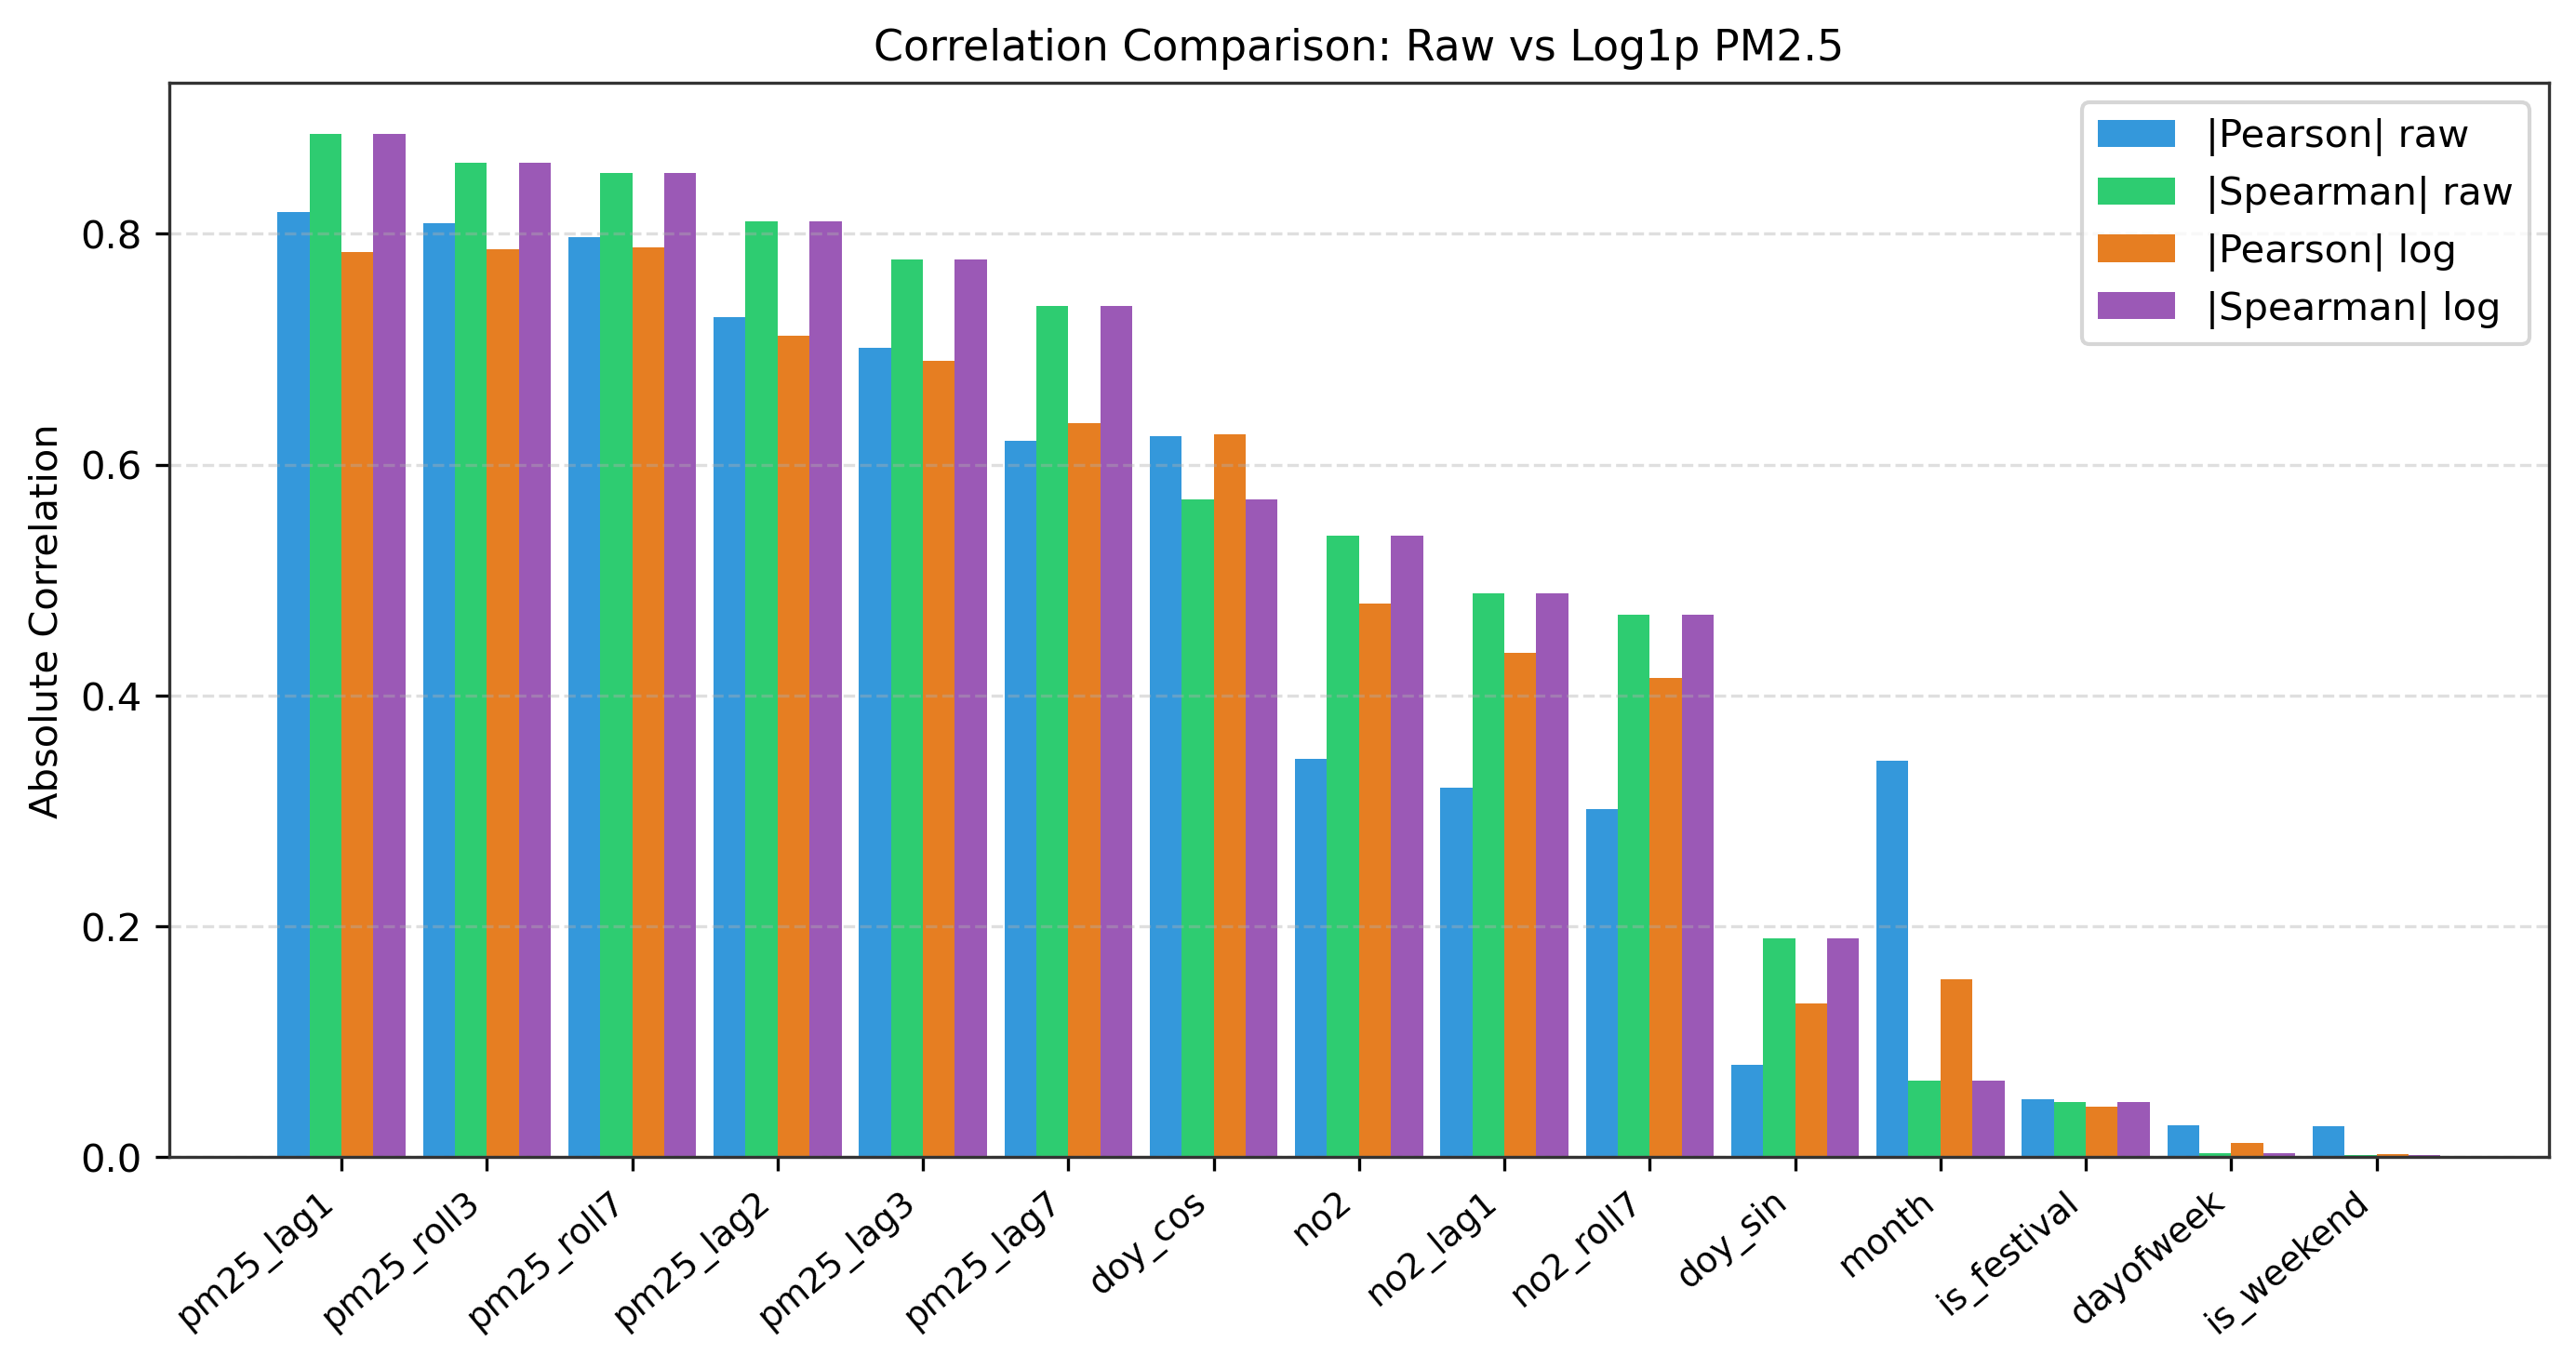 Correlation Comparison: Raw vs Log1p PM2.5
|Pearson| raw
|Spearman| raw
|Pearson| log
|Spearman| log
Absolute Correlation
0.8
0.6
0.4
0.2
0.0
pm25_lag1
pm25_roll3
pm25_roll7
pm25_lag2
pm25_lag3
pm25_lag7
doy_cos
no2
no2_lag1
no2_roll7
doy_sin
month
is_festival
dayofweek
is_weekend